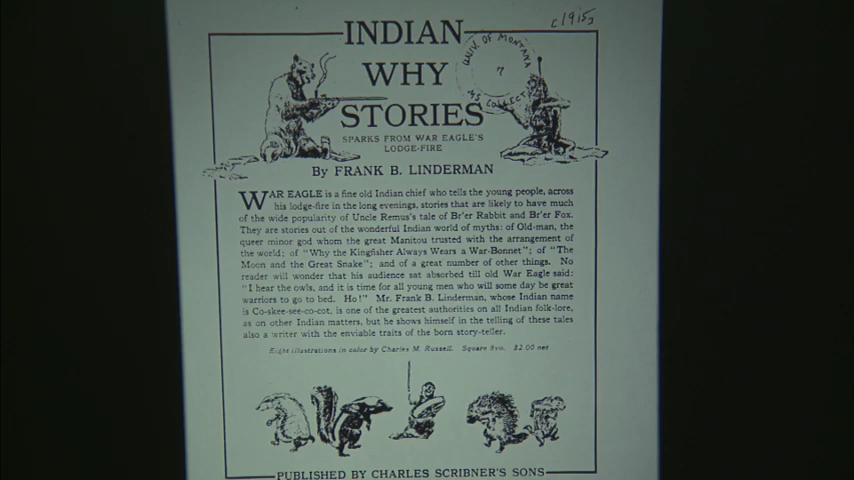 c1915
INDIAN
WHY
STORIES
UNIV. OF MONTANA
7
SPARKS FROM WAR EAGLE'S
LODGE-FIRE
By FRANK B. LINDERMAN
WAR EAGLE is a fine old Indian chief who tells the young people, across
his lodge-fire in the long evenings, stories that are likely to have much
of the wide popularity of Uncle Remus's tale of Br'er Rabbit and Br'er Fox.
They are stories out of the wonderful Indian world of myths: of Old-man, the
queer minor god whom the great Manitou trusted with the arrangement of
the world; of "Why the Kingfisher Always Wears a War-Bonnet"; of "The
Moon and the Great Snake"; and of a great number of other things. No
reader will wonder that his audience sat absorbed till old War Eagle said:
"I hear the owls, and it is time for all young men who will some day be great
warriors to go to bed. Ho!" Mr. Frank B. Linderman, whose Indian name
is Co-skee-see-co-cot, is one of the greatest authorities on all Indian folk-lore,
as on other Indian matters, but he shows himself in the telling of these tales
also a writer with the enviable traits of the born story-teller.
Eight illustrations in color by Charles M. Russell. Square 8vo. $2.00 net
PUBLISHED BY CHARLES SCRIBNER'S SONS